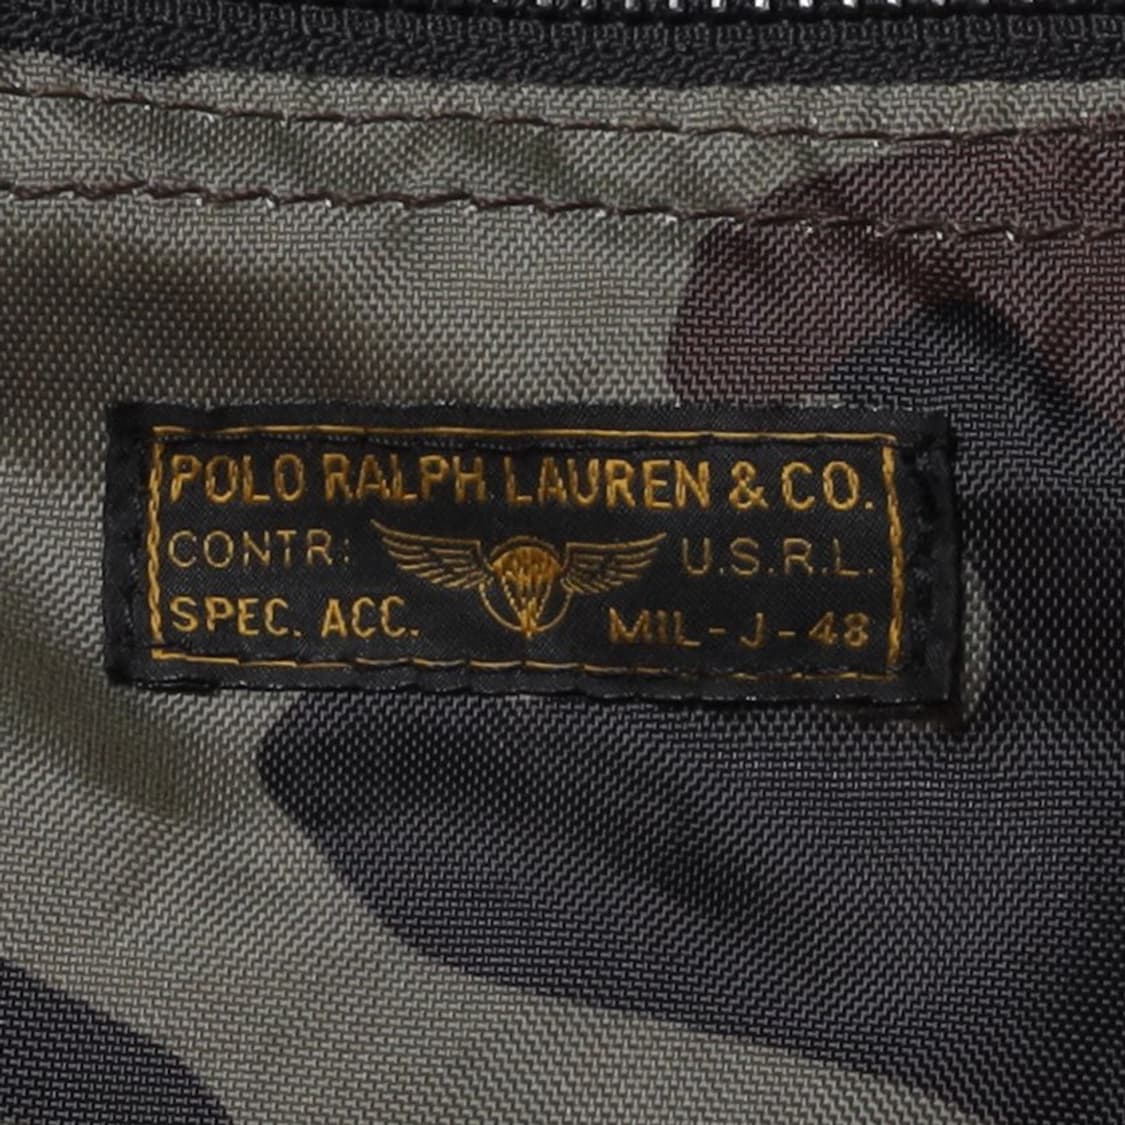 POLO RALPH LAUREN & CO.
CONTR: U.S.R.L.
SPEC. ACC. MIL-J-48